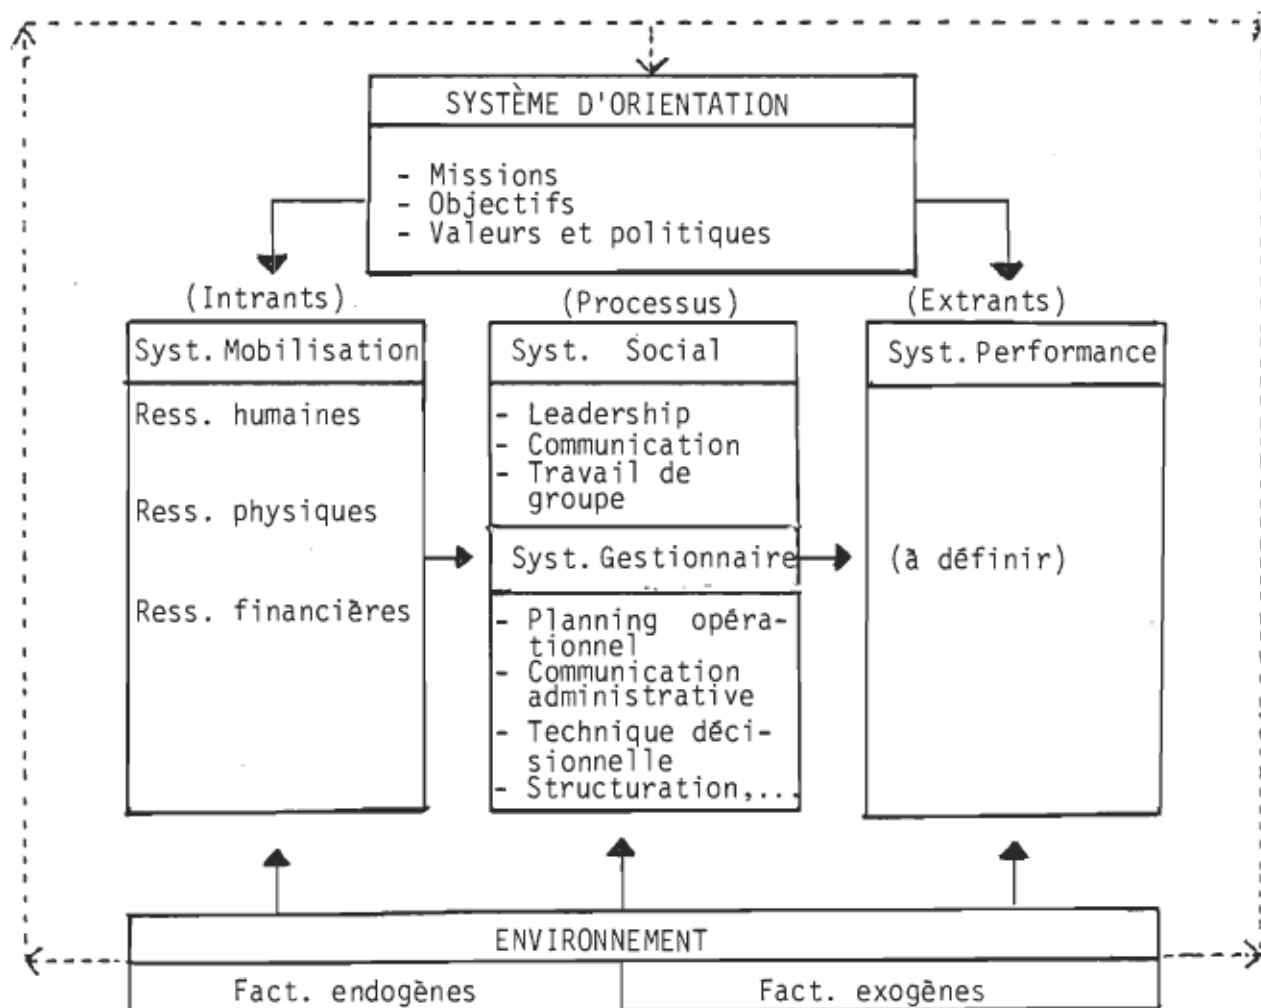 SYSTÈME D'ORIENTATION
- Missions
- Objectifs
- Valeurs et politiques
(Intrants)
(Processus)
(Extrants)
Syst. Mobilisation
Ress. humaines
Ress. physiques
Ress. financières
Syst. Social
- Leadership
- Communication
- Travail de
groupe
Syst. Gestionnaire
- Planning opéra-
tionnel
- Communication
administrative
- Technique déci-
sionnelle
- Structuration,...
Syst. Performance
(à définir)
ENVIRONNEMENT
Fact. endogènes
Fact. exogènes